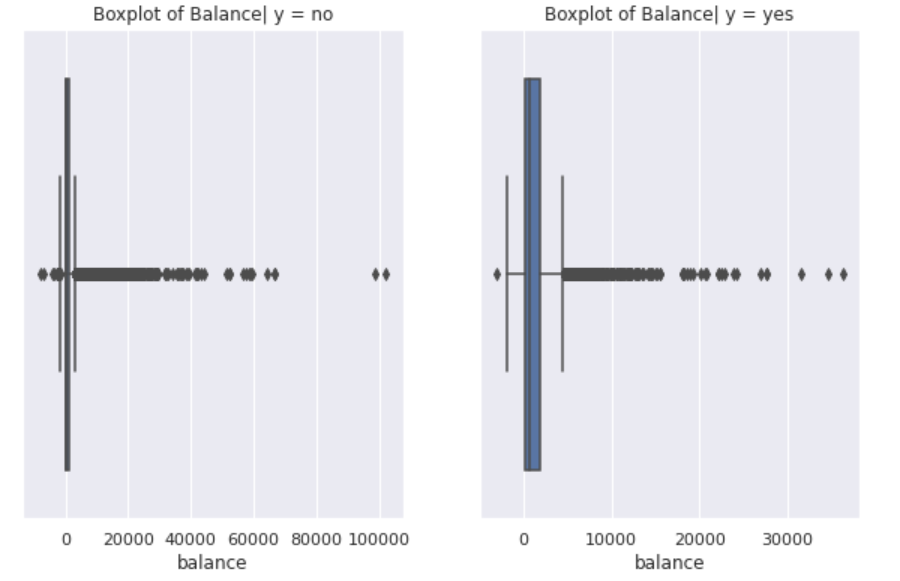 Boxplot of Balance| y = no
0 20000 40000 60000 80000 100000
balance
Boxplot of Balance| y = yes
0 10000 20000 30000
balance